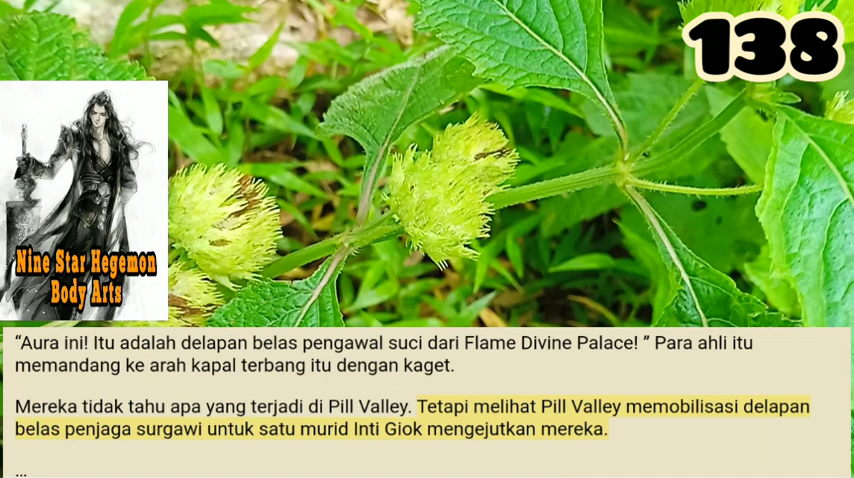 138
Nine Star Hegemon
Body Arts
“Aura ini! Itu adalah delapan belas pengawal suci dari Flame Divine Palace! ” Para ahli itu
memandang ke arah kapal terbang itu dengan kaget.
Mereka tidak tahu apa yang terjadi di Pill Valley. Tetapi melihat Pill Valley memobilisasi delapan
belas penjaga surgawi untuk satu murid Inti Giok mengejutkan mereka.
...